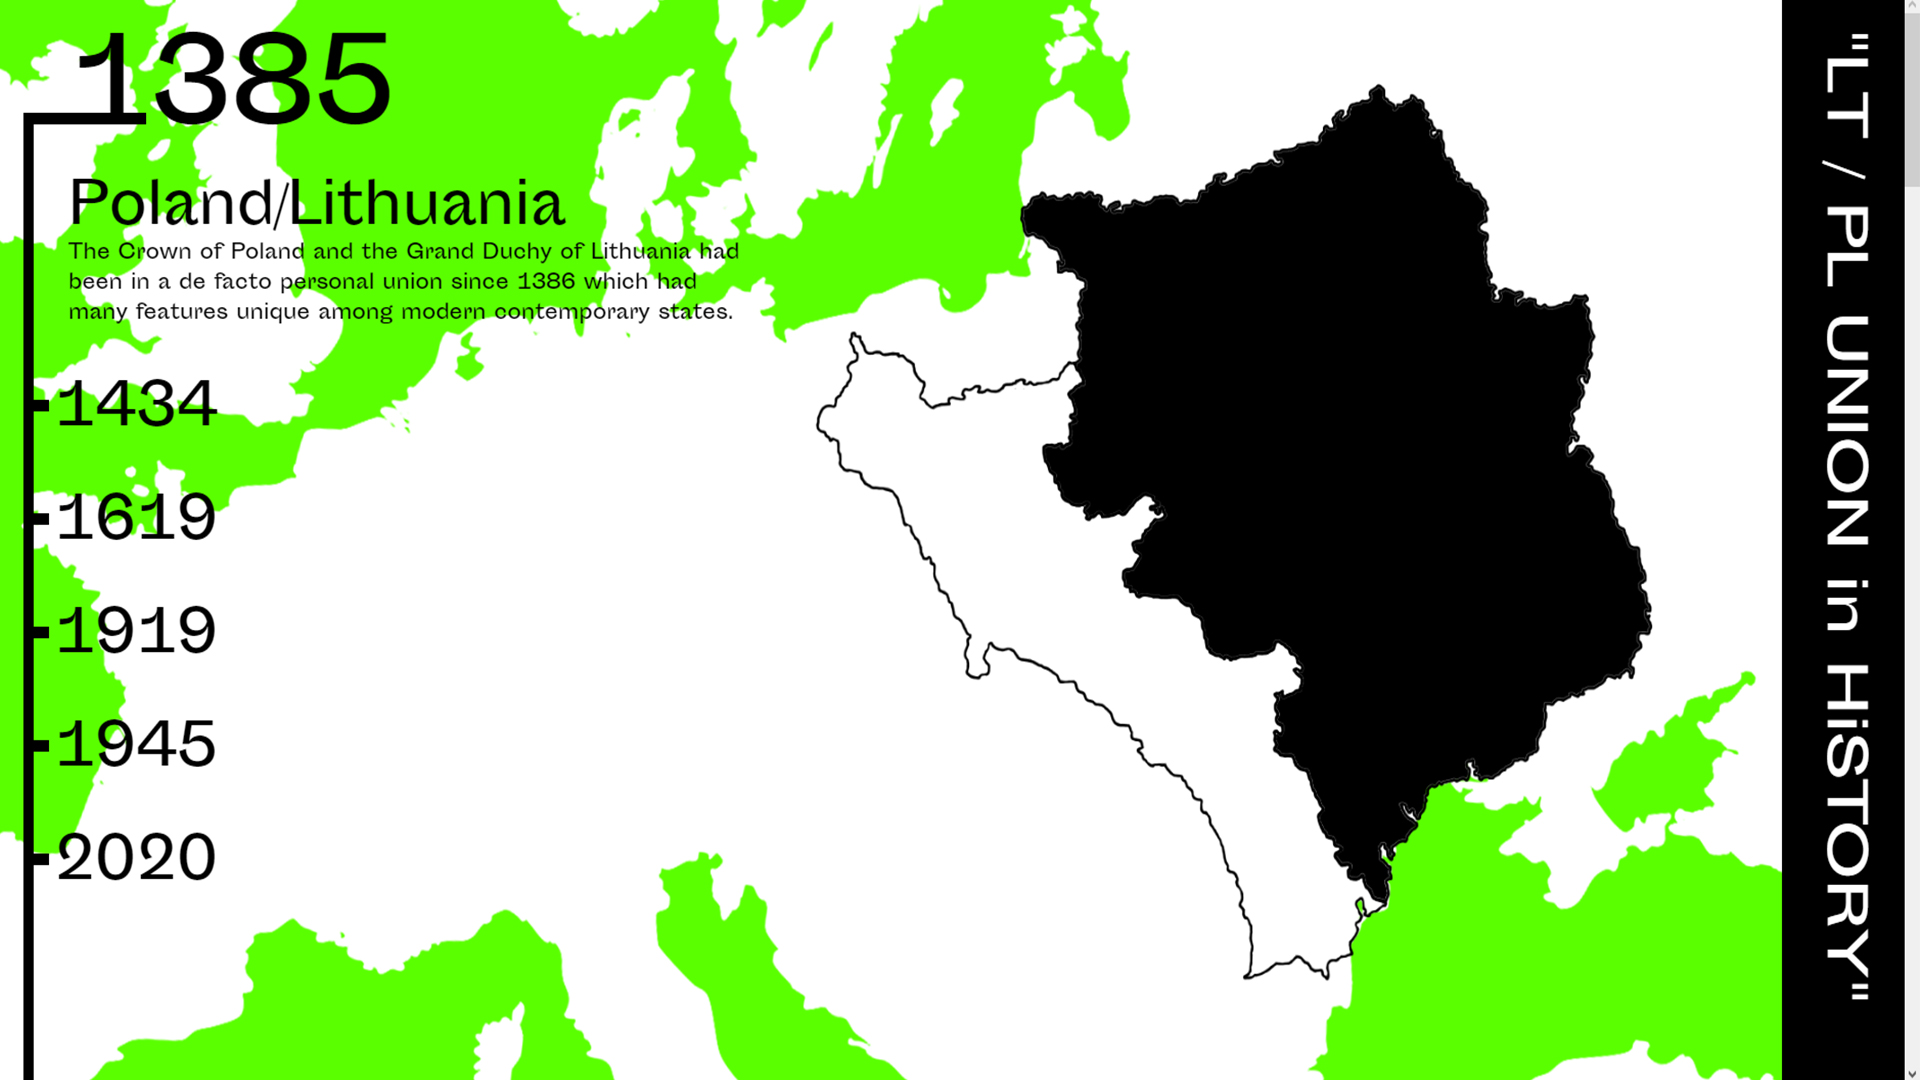 1385
Poland/Lithuania
The Crown of Poland and the Grand Duchy of Lithuania had
been in a de facto personal union since 1386 which had
many features unique among modern contemporary states.
1434
1619
1919
1945
2020
"LT / PL UNION in HiSTORY"